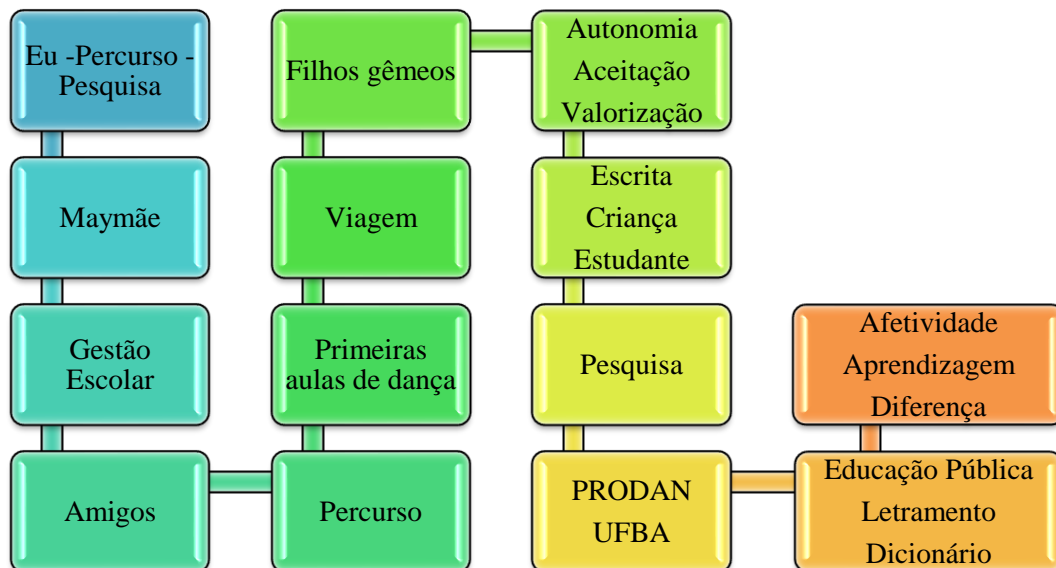 Eu -Percurso -
Pesquisa
Maymãe
Gestão
Escolar
Amigos
Percurso
Primeiras
aulas de dança
Viagem
Filhos gêmeos
Autonomia
Aceitação
Valorização
Escrita
Criança
Estudante
Pesquisa
PRODAN
UFBA
Educação Pública
Letramento
Dicionário
Afetividade
Aprendizagem
Diferença